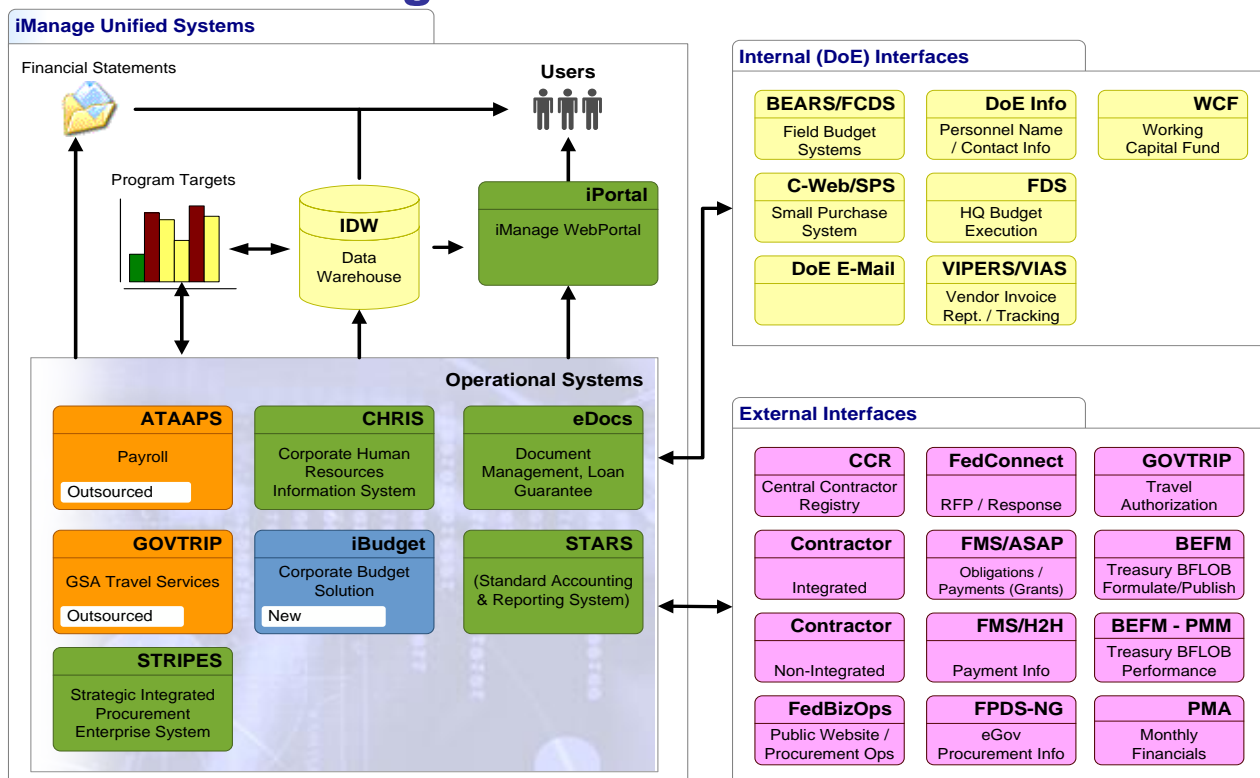 iManage Unified Systems
Financial Statements
Users
Program Targets
IDW
Data
Warehouse
iPortal
iManage WebPortal
Operational Systems
ATAAPS
Payroll
Outsourced
CHRIS
Corporate Human
Resources
Information System
eDocs
Document
Management, Loan
Guarantee
GOVTRIP
GSA Travel Services
Outsourced
iBudget
Corporate Budget
Solution
New
STARS
(Standard Accounting
& Reporting System)
STRIPES
Strategic Integrated
Procurement
Enterprise System
Internal (DoE) Interfaces
BEARS/FCDS
Field Budget
Systems
DoE Info
Personnel Name
/ Contact Info
WCF
Working
Capital Fund
C-Web/SPS
Small Purchase
System
FDS
HQ Budget
Execution
DoE E-Mail
VIPERS/VIAS
Vendor Invoice
Rept. / Tracking
External Interfaces
CCR
Central Contractor
Registry
FedConnect
RFP / Response
GOVTRIP
Travel
Authorization
Contractor
Integrated
FMS/ASAP
Obligations /
Payments (Grants)
BEFM
Treasury BFLOB
Formulate/Publish
Contractor
Non-Integrated
FMS/H2H
Payment Info
BEFM - PMM
Treasury BFLOB
Performance
FedBizOps
Public Website /
Procurement Ops
FPDS-NG
eGov
Procurement Info
PMA
Monthly
Financials